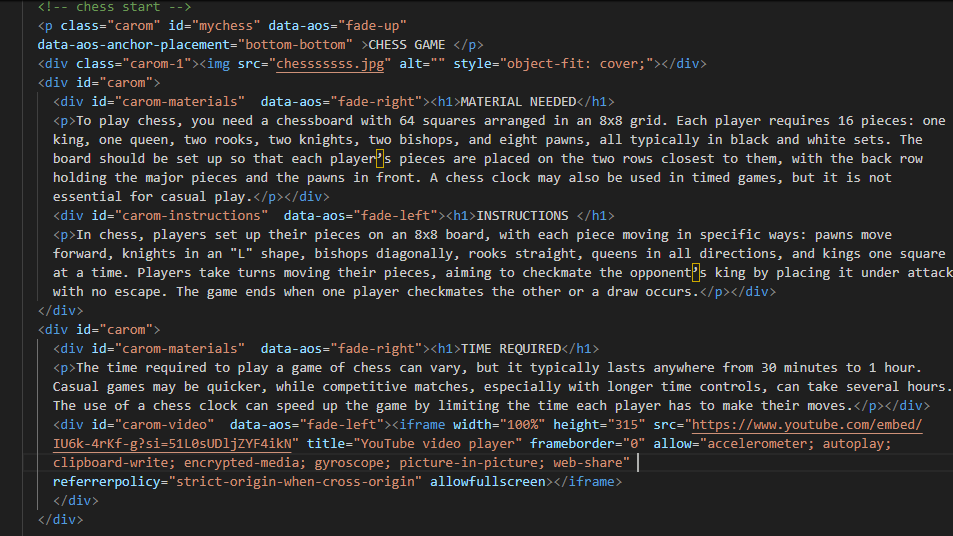 <!-- chess start -->
<p class="carom" id="mychess" data-aos="fade-up"
data-aos-anchor-placement="bottom-bottom" >CHESS GAME </p>
<div class="carom-1"><img src="chesssssss.jpg" alt="" style="object-fit: cover;"></div>
<div id="carom">
<div id="carom-materials"  data-aos="fade-right"><h1>MATERIAL NEEDED</h1>
<p>To play chess, you need a chessboard with 64 squares arranged in an 8x8 grid. Each player requires 16 pieces: one
king, one queen, two rooks, two knights, two bishops, and eight pawns, all typically in black and white sets. The
board should be set up so that each player’s pieces are placed on the two rows closest to them, with the back row
holding the major pieces and the pawns in front. A chess clock may also be used in timed games, but it is not
essential for casual play.</p></div>
<div id="carom-instructions"  data-aos="fade-left"><h1>INSTRUCTIONS </h1>
<p>In chess, players set up their pieces on an 8x8 board, with each piece moving in specific ways: pawns move
forward, knights in an "L" shape, bishops diagonally, rooks straight, queens in all directions, and kings one square
at a time. Players take turns moving their pieces, aiming to checkmate the opponent’s king by placing it under attack
with no escape. The game ends when one player checkmates the other or a draw occurs.</p></div>
</div>
<div id="carom">
<div id="carom-materials"  data-aos="fade-right"><h1>TIME REQUIRED</h1>
<p>The time required to play a game of chess can vary, but it typically lasts anywhere from 30 minutes to 1 hour.
Casual games may be quicker, while competitive matches, especially with longer time controls, can take several hours.
The use of a chess clock can speed up the game by limiting the time each player has to make their moves.</p></div>
<div id="carom-video"  data-aos="fade-left"><iframe width="100%" height="315" src="https://www.youtube.com/embed/
IU6k-4rKf-g?si=51L0sUDljZYF4ikN" title="YouTube video player" frameborder="0" allow="accelerometer; autoplay;
clipboard-write; encrypted-media; gyroscope; picture-in-picture; web-share"
referrerpolicy="strict-origin-when-cross-origin" allowfullscreen></iframe>
</div>
</div>